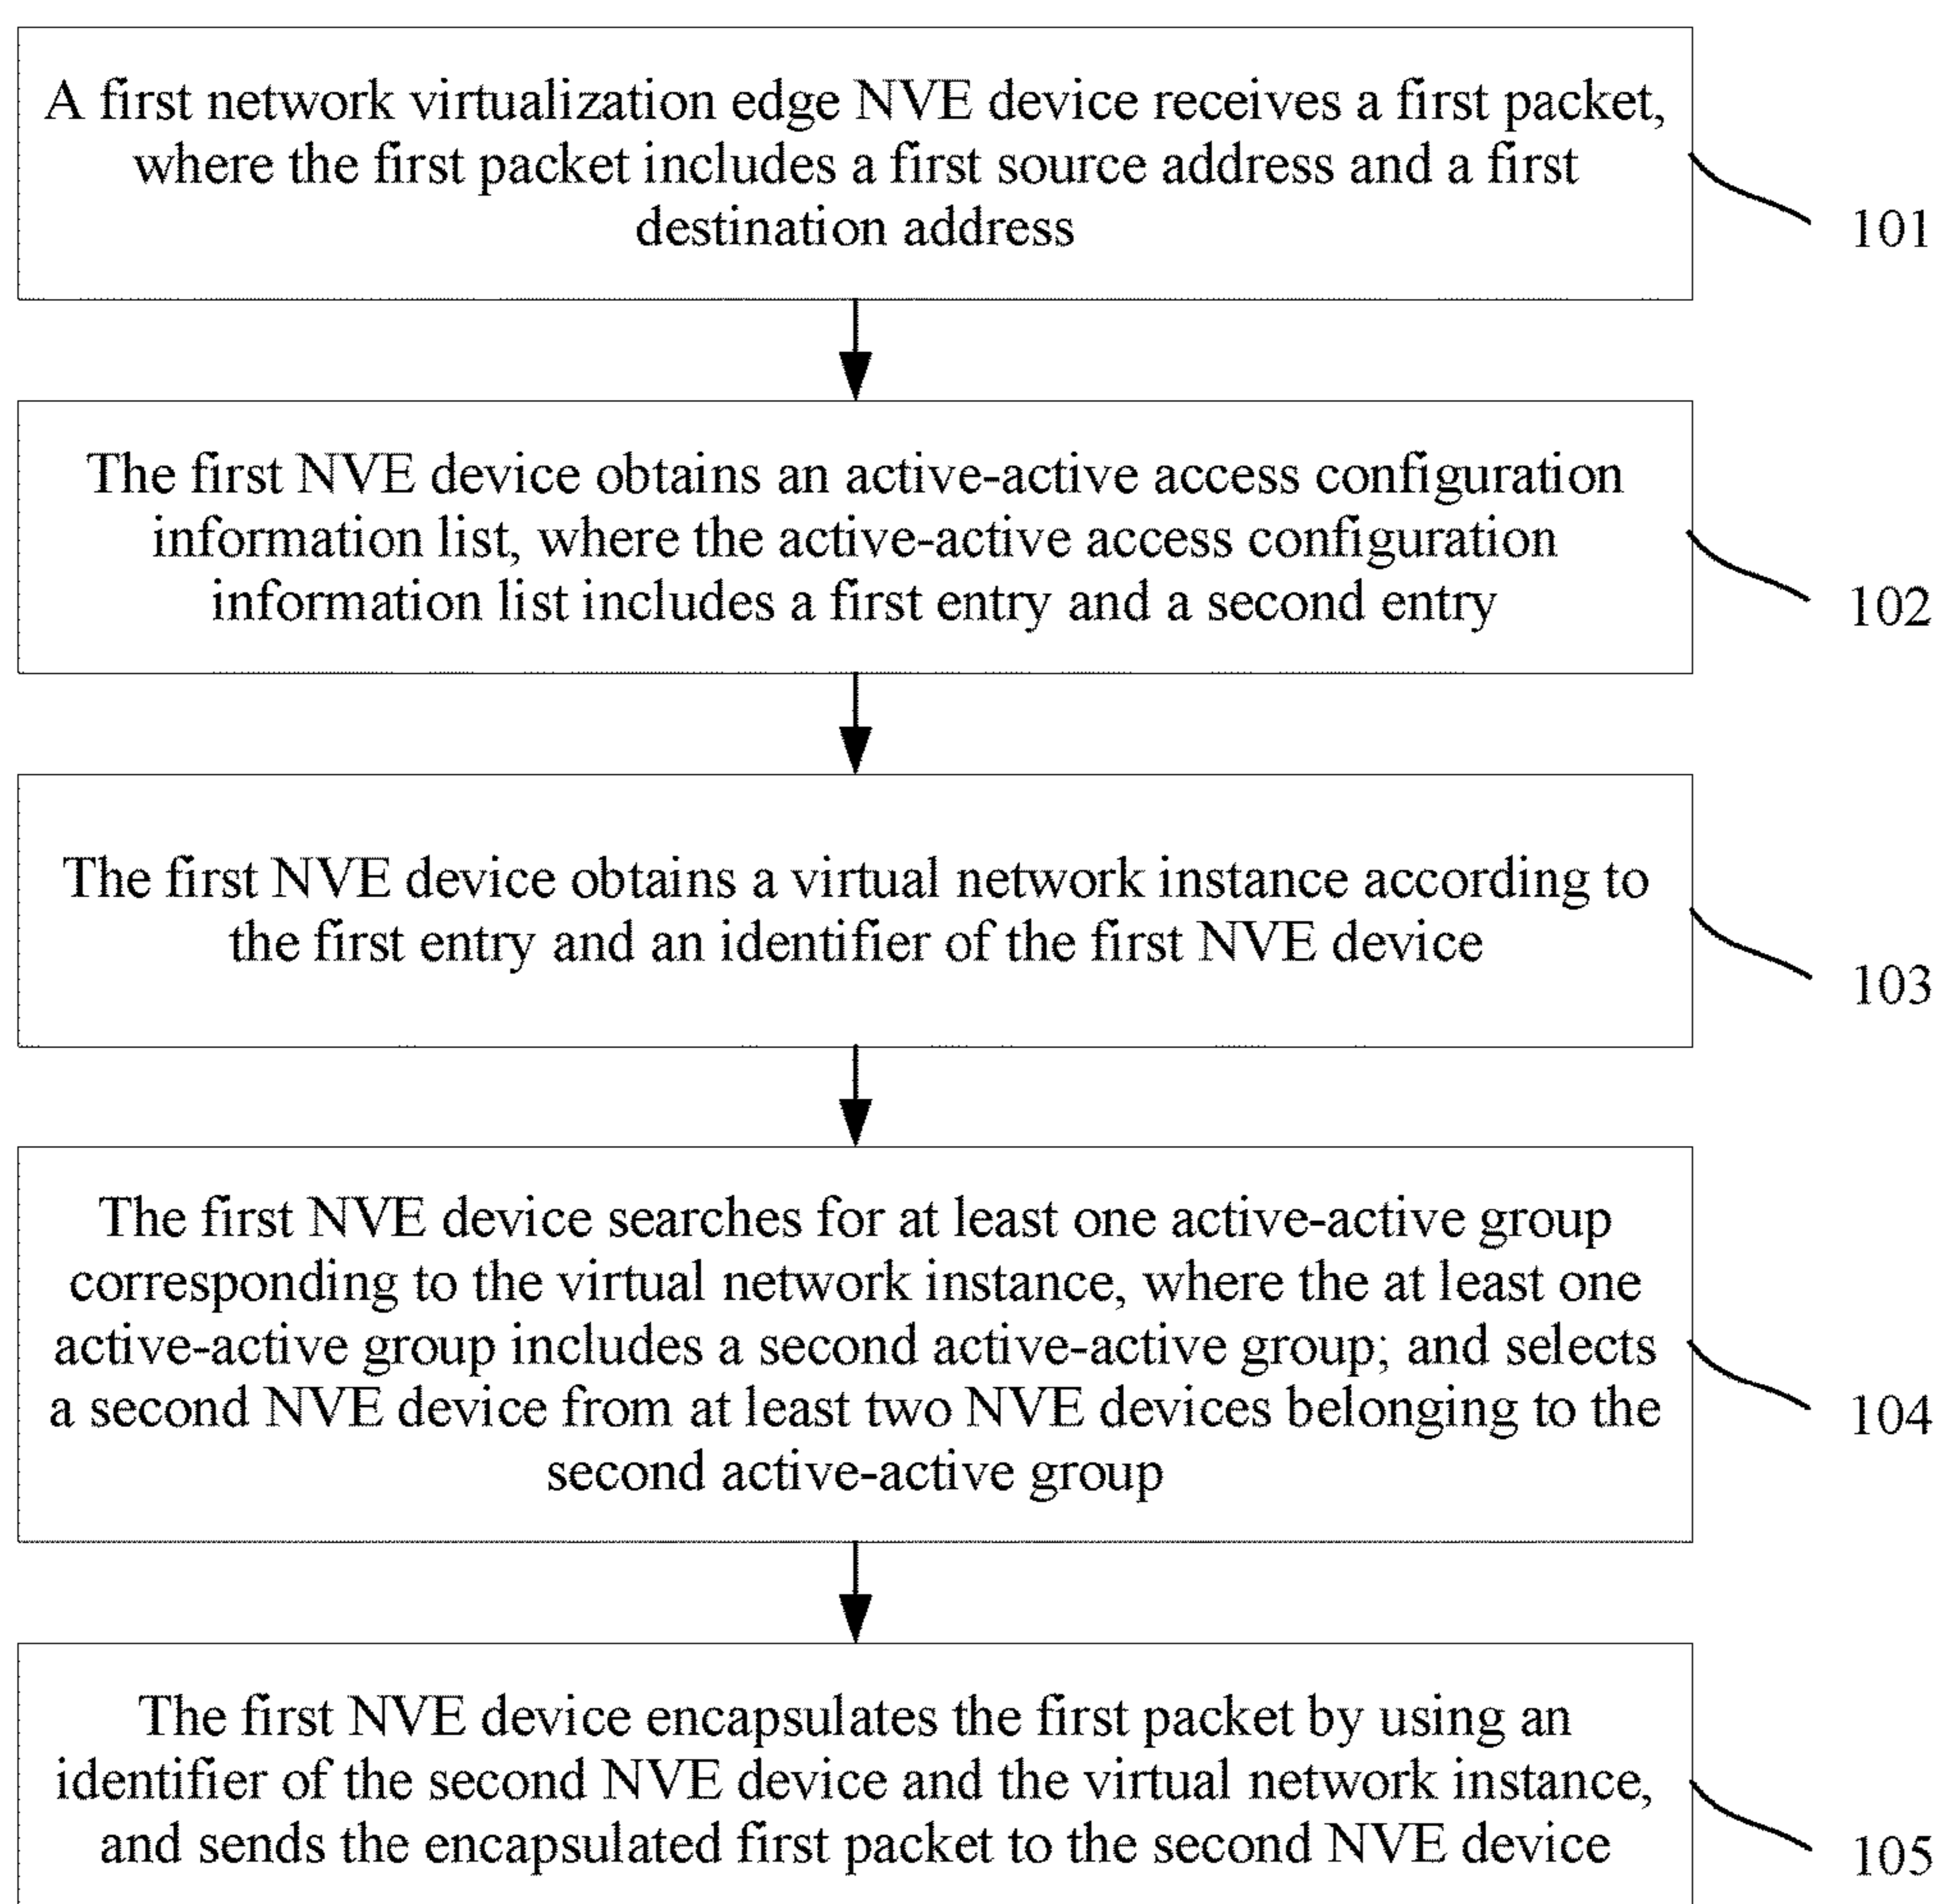 A first network virtualization edge NVE device receives a first packet,
where the first packet includes a first source address and a first
destination address
101
The first NVE device obtains an active-active access configuration
information list, where the active-active access configuration
information list includes a first entry and a second entry
102
The first NVE device obtains a virtual network instance according to
the first entry and an identifier of the first NVE device
103
The first NVE device searches for at least one active-active group
corresponding to the virtual network instance, where the at least one
active-active group includes a second active-active group; and selects
a second NVE device from at least two NVE devices belonging to the
second active-active group
104
The first NVE device encapsulates the first packet by using an
identifier of the second NVE device and the virtual network instance,
and sends the encapsulated first packet to the second NVE device
105